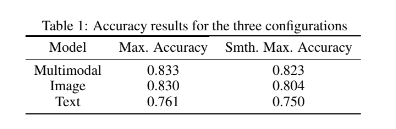 Table 1: Accuracy results for the three configurations
Model Max. Accuracy Smth. Max. Accuracy
Multimodal 0.833 0.823
Image 0.830 0.804
Text 0.761 0.750